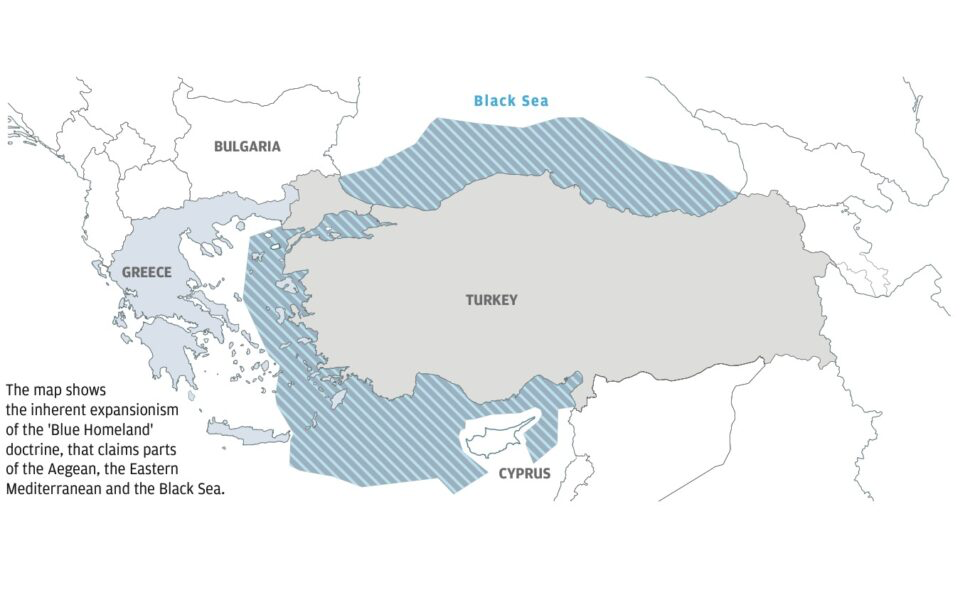 Black Sea
BULGARIA
GREECE
TURKEY
The map shows
the inherent expansionism
of the 'Blue Homeland'
doctrine, that claims parts
of the Aegean, the Eastern
Mediterranean and the Black Sea.
CYPRUS